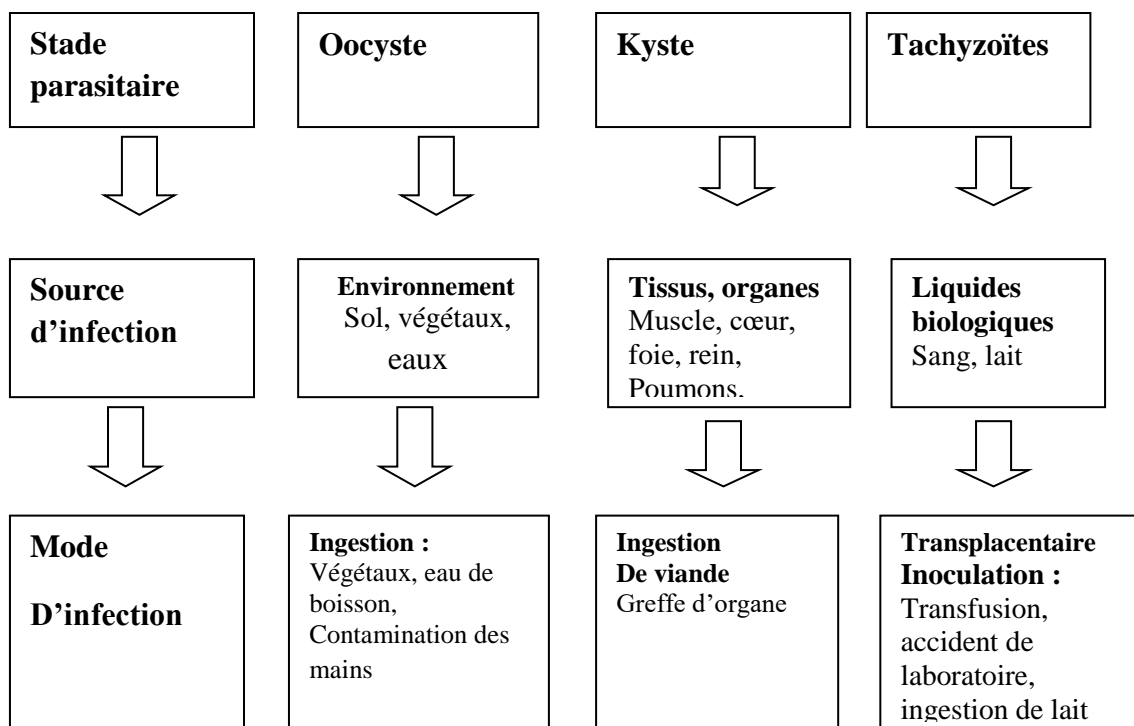 Stade
parasitaire
Oocyste
Kyste
Tachyzoïtes
Source
d'infection
Environnement
Sol, végétaux,
eaux
Tissus, organes
Muscle, cœur,
foie, rein,
Poumons.
Liquides
biologiques
Sang, lait
Mode
D'infection
Ingestion :
Végétaux, eau de
boisson,
Contamination des
mains
Ingestion
De viande
Greffe d'organe
Transplacentaire
Inoculation :
Transfusion,
accident de
laboratoire,
ingestion de lait